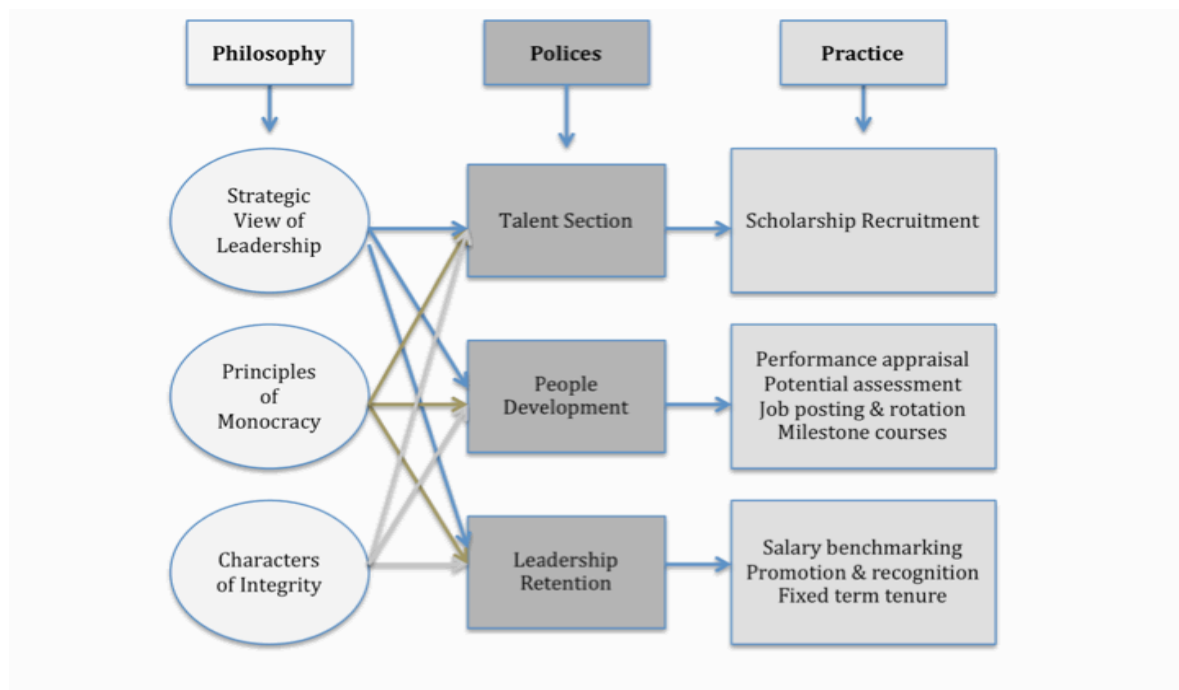 Philosophy
Polices
Practice
Strategic
View of
Leadership
Talent Section
Scholarship Recruitment
Principles
of
Monocracy
People
Development
Performance appraisal
Potential assessment
Job posting & rotation
Milestone courses
Characters
of Integrity
Leadership
Retention
Salary benchmarking
Promotion & recognition
Fixed term tenure